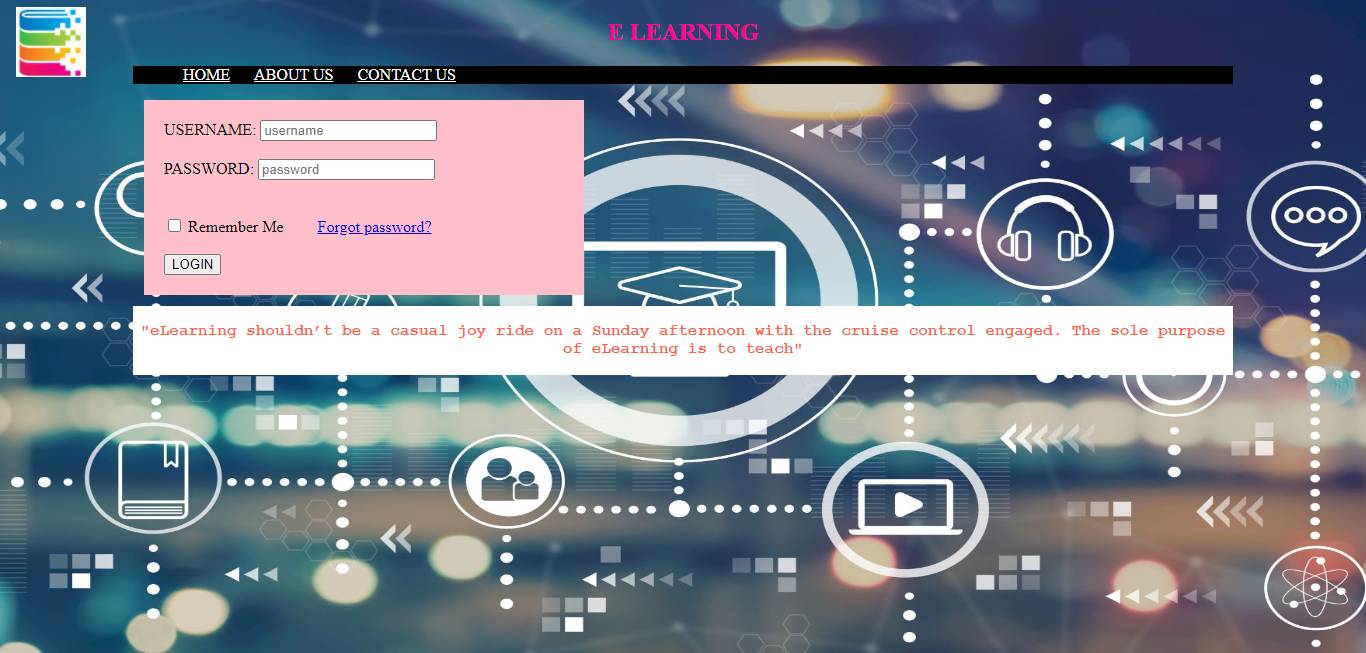 E LEARNING
HOME ABOUT US CONTACT US
USERNAME: username
PASSWORD: password
Remember Me Forgot password?
LOGIN
"eLearning shouldn’t be a casual joy ride on a Sunday afternoon with the cruise control engaged. The sole purpose
of eLearning is to teach"